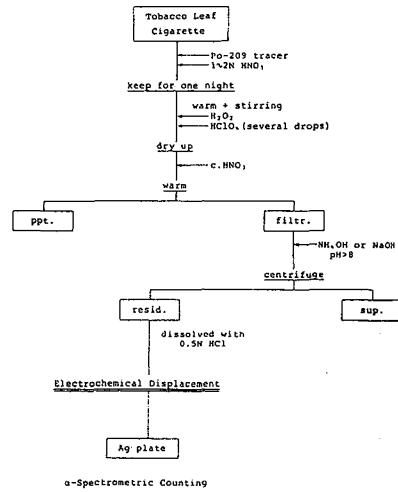 Tobacco Leaf
Cigarette
Po-209 tracer
1~2N HNO₃
keep for one night
warm + stirring
H₂O₂
HClO₄ (several drops)
dry up
c.HNO₃
warm
ppt.
filtr.
NH₄OH or NaOH
pH>8
centrifuge
resid.
sup.
dissolved with
0.5N HCl
Electrochemical Displacement
Ag plate
α-Spectrometric Counting